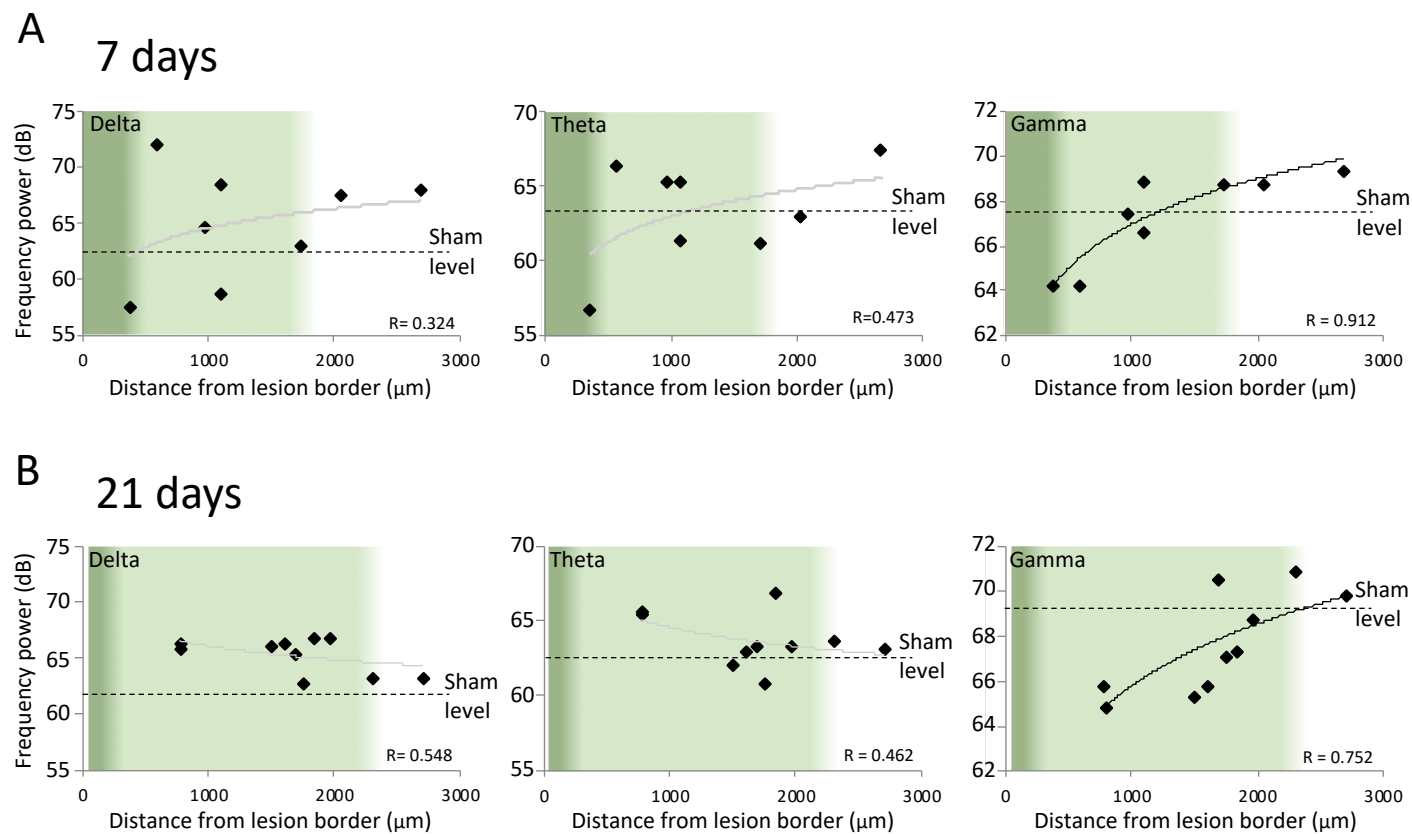 A
7 days
Frequency power (dB)
75
70
65
60
55
Delta
Sham
level
R= 0.324
0 1000 2000 3000
Distance from lesion border (µm)
70
65
60
55
Theta
Sham
level
R=0.473
0 1000 2000 3000
Distance from lesion border (µm)
72
70
68
66
64
62
Gamma
Sham
level
R = 0.912
0 1000 2000 3000
Distance from lesion border (µm)
B
21 days
Frequency power (dB)
75
70
65
60
55
Delta
Sham
level
R= 0.548
0 1000 2000 3000
Distance from lesion border (µm)
70
65
60
55
Theta
Sham
level
R = 0.462
0 1000 2000 3000
Distance from lesion border (µm)
72
70
68
66
64
62
Gamma
Sham
level
R = 0.752
0 1000 2000 3000
Distance from lesion border (µm)